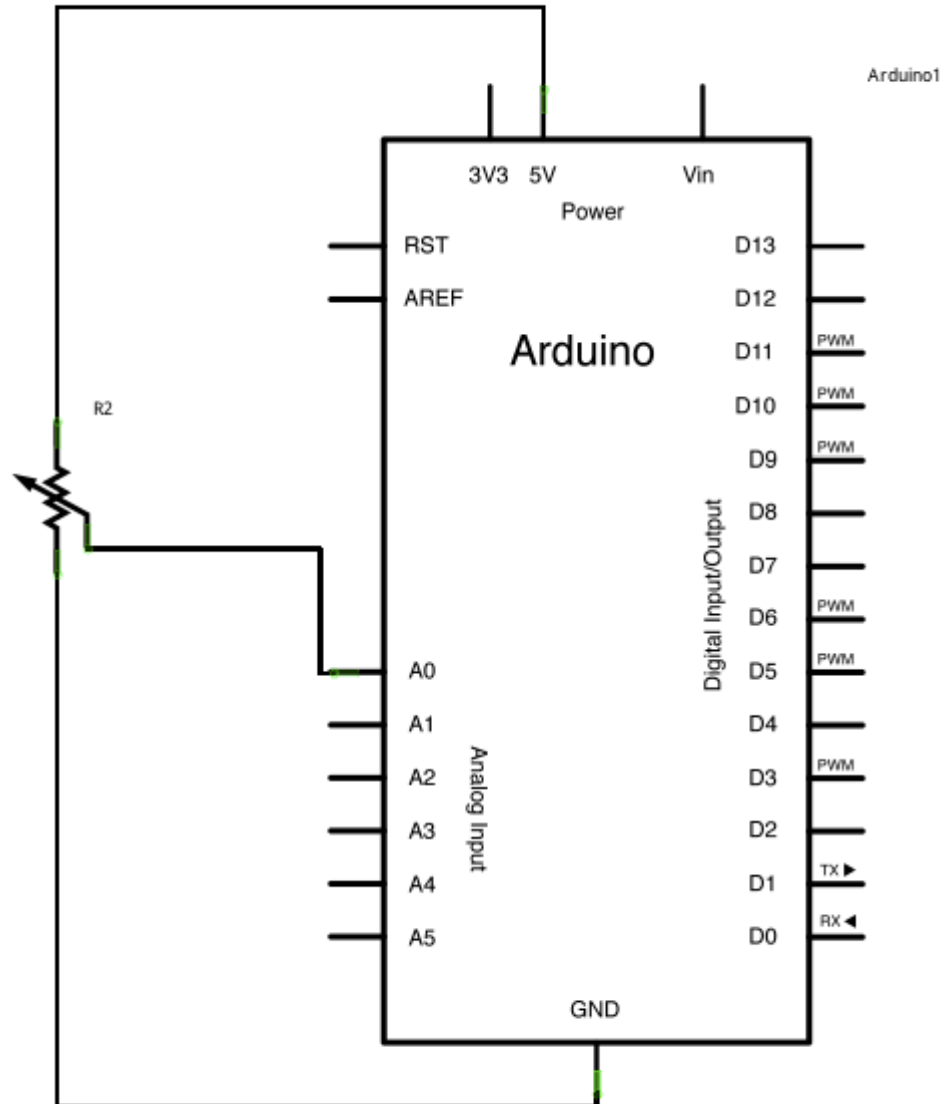 Arduino1
3V3 5V Vin
Power
RST D13
AREF D12
Arduino
D11 PWM
D10 PWM
R2
D9 PWM
D8
D7
Digital Input/Output
D6 PWM
A0 D5 PWM
A1 D4
Analog Input
A2 D3 PWM
A3 D2
A4 D1 TX ▶
A5 D0 RX ◀
GND